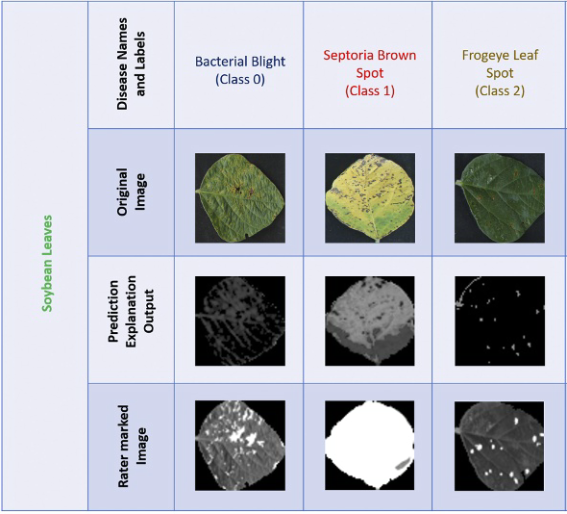 Soybean Leaves
Disease Names
and Labels
Bacterial Blight
(Class 0)
Septoria Brown
Spot
(Class 1)
Frogeye Leaf
Spot
(Class 2)
Original
Image
Prediction
Explanation
Output
Rater marked
Image